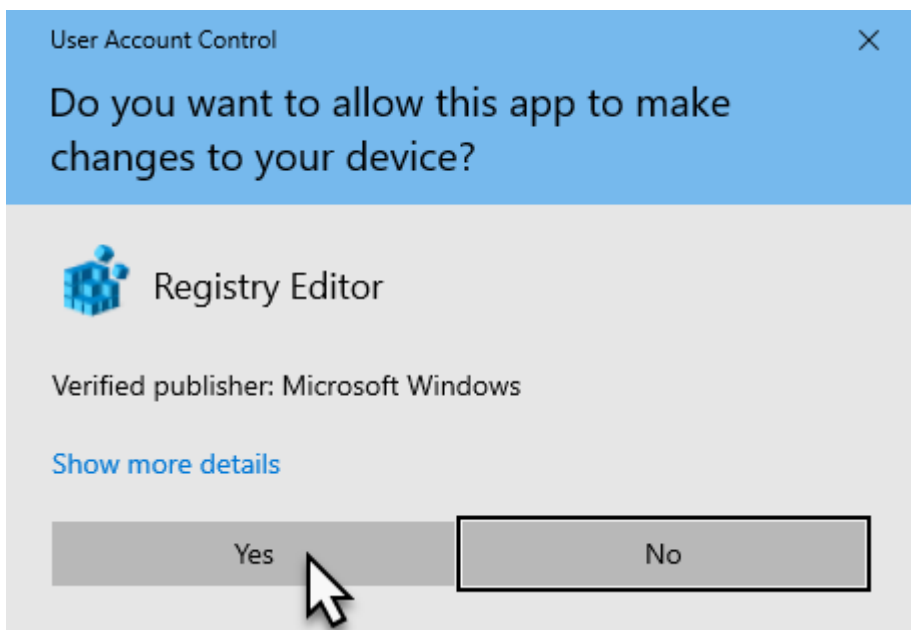 User Account Control
Do you want to allow this app to make
changes to your device?
Registry Editor
Verified publisher: Microsoft Windows
Show more details
Yes
No